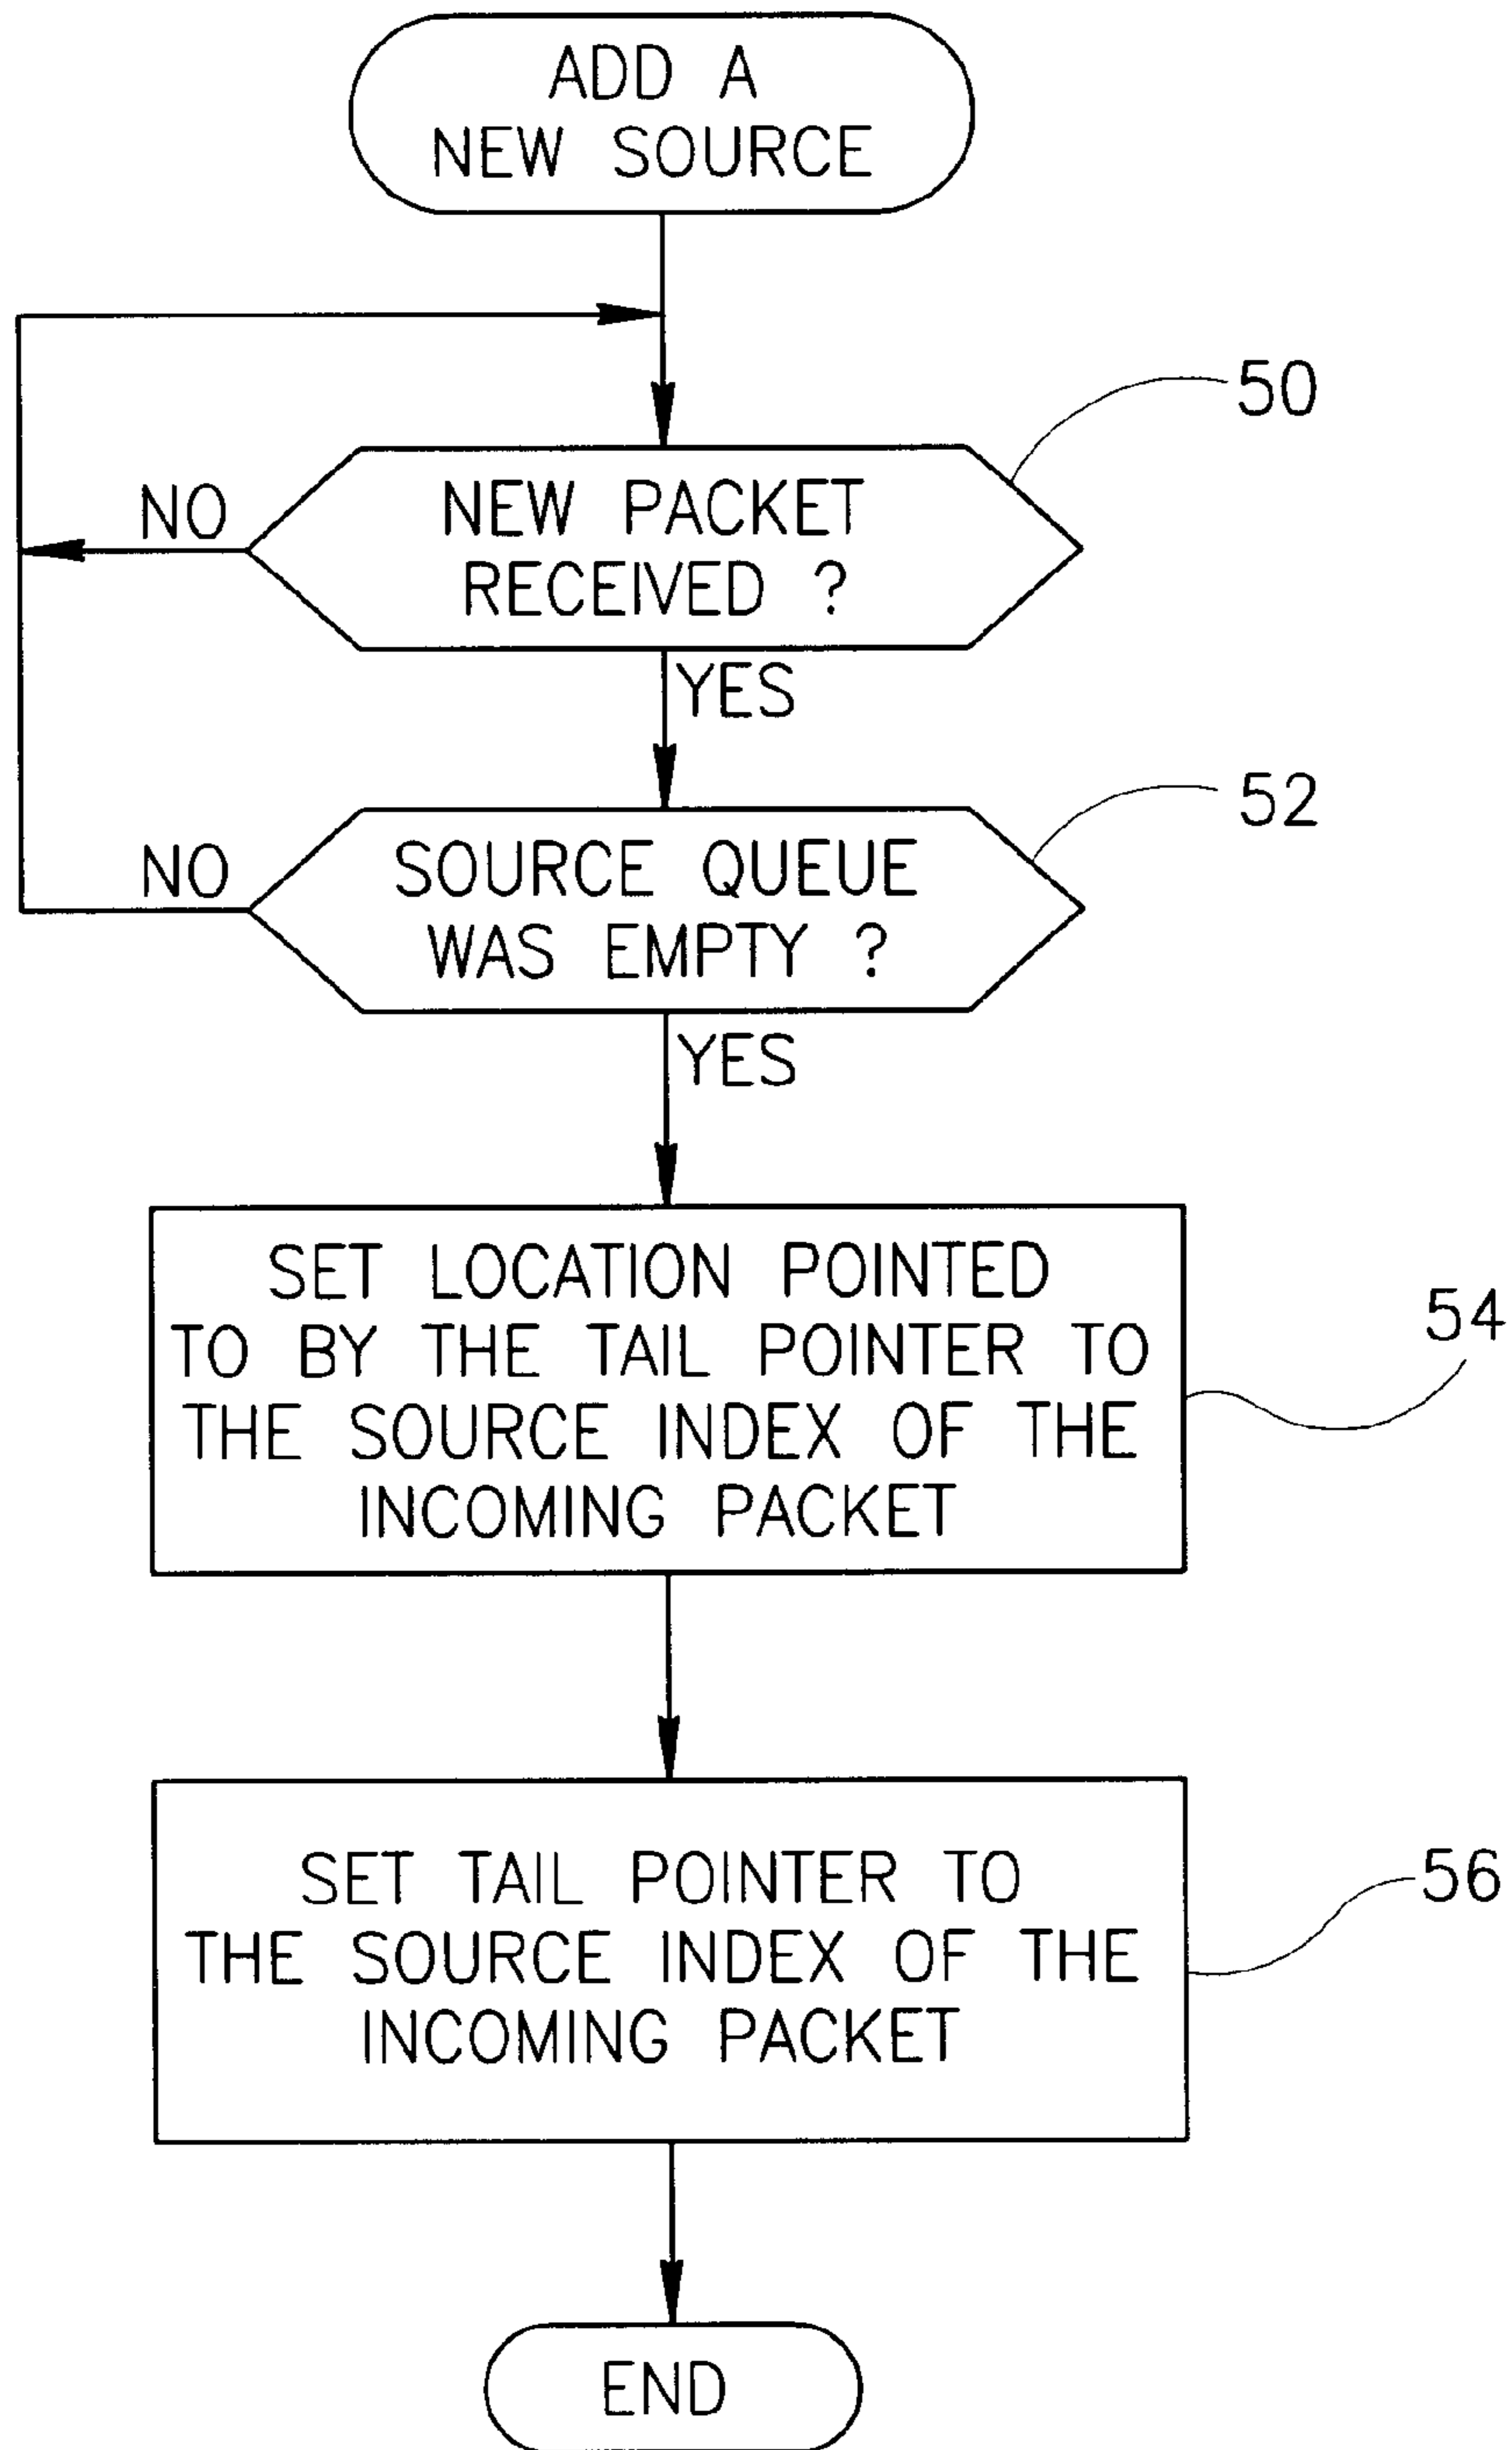 ADD A
NEW SOURCE
50
NO
NEW PACKET
RECEIVED ?
YES
52
NO
SOURCE QUEUE
WAS EMPTY ?
YES
SET LOCATION POINTED
TO BY THE TAIL POINTER TO
THE SOURCE INDEX OF THE
INCOMING PACKET
54
SET TAIL POINTER TO
THE SOURCE INDEX OF THE
INCOMING PACKET
56
END